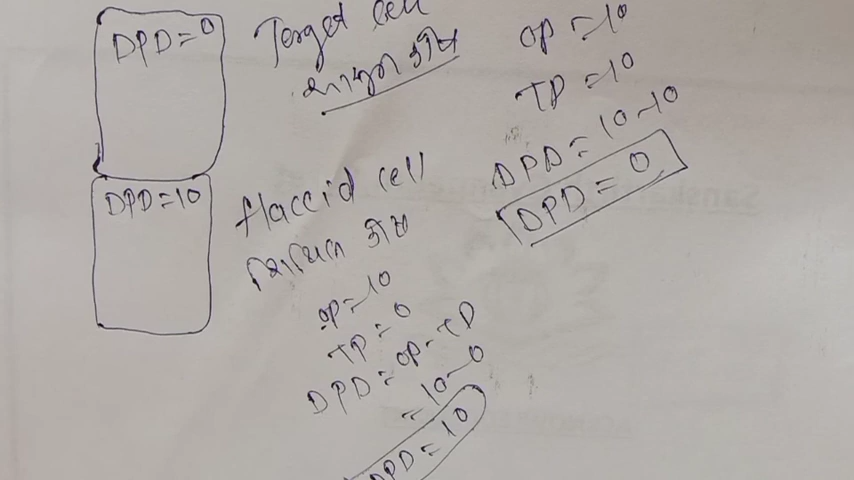 DPD=0
Terget cell
OP=10
TP=10
DPD=10-10
DPD=0
DPD=10
flaccid cell
OP=10
TP=0
DPD=OP-TP
=10-0
DPD=10